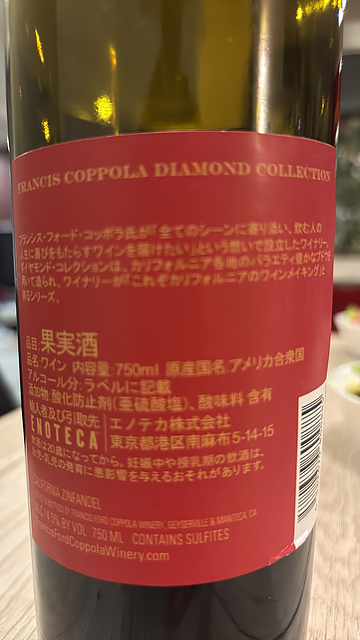 FRANCIS COPPOLA DIAMOND COLLECTION
フランシス・フォード・コッポラ氏が「全てのシーンに寄り添い、飲む人の
人生に喜びをもたらすワインを届けたい」という想いで設立したワイナリー。
ダイヤモンド・コレクションは、カリフォルニア各地のバラエティ豊かなブドウを
用いて造られ、ワイナリーが「これぞカリフォルニアのワインメイキング」と
誇るシリーズ。
品目:果実酒
品名:ワイン 内容量:750ml 原産国名:アメリカ合衆国
アルコール分:ラベルに記載
添加物:酸化防止剤(亜硫酸塩)、酸味料 含有
輸入者及び引取先
ENOTECA エノテカ株式会社
東京都港区南麻布5-14-15
飲酒は20歳になってから。妊娠中や授乳期の飲酒は、
胎児・乳児の発育に悪影響を与えるおそれがあります。
CALIFORNIA ZINFANDEL
& BOTTLED BY FRANCIS FORD COPPOLA WINERY, GEYSERVILLE & MANTECA, CA
ALC 14.5% BY VOL 750 ML CONTAINS SULFITES
FrancisFordCoppolaWinery.com